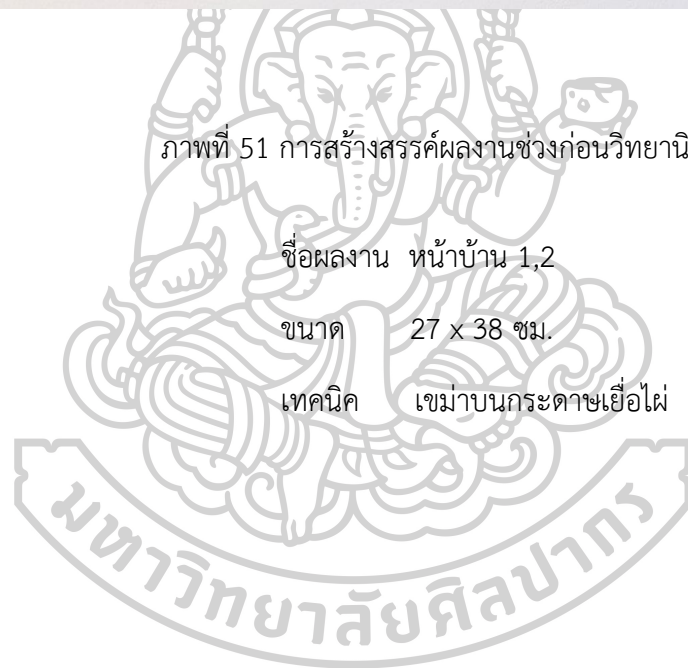 ภาพที่ 51 การสร้างสรรค์ผลงานช่วงก่อนวิทยานิ
ชื่อผลงาน หน้าบ้าน 1,2
ขนาด 27 x 38 ซม.
เทคนิค เขม่าบนกระดาษเยื่อไผ่
มหาวิทยาลัยศิลปากร